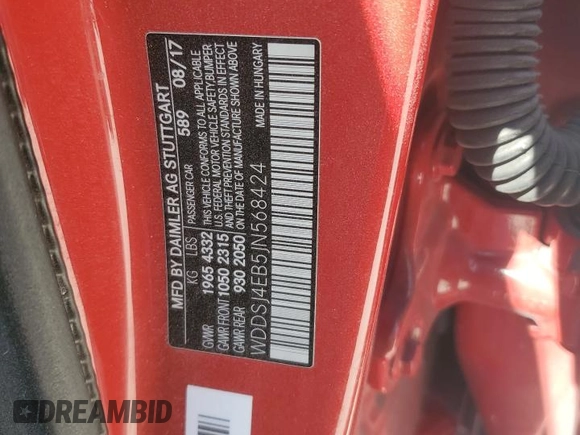 MFD BY DAIMLER AG STUTTGART
PASSENGER CAR 589 08/17
KG LBS
GVWR 1965 4332
GAWR FRONT 1050 2315
GAWR REAR 930 2050
THIS VEHICLE CONFORMS TO ALL APPLICABLE
U.S. FEDERAL MOTOR VEHICLE SAFETY, BUMPER
AND THEFT PREVENTION STANDARDS IN EFFECT
ON THE DATE OF MANUFACTURE SHOWN ABOVE
WDDSJ4EB5JN568424 MADE IN HUNGARY
DREAMBID